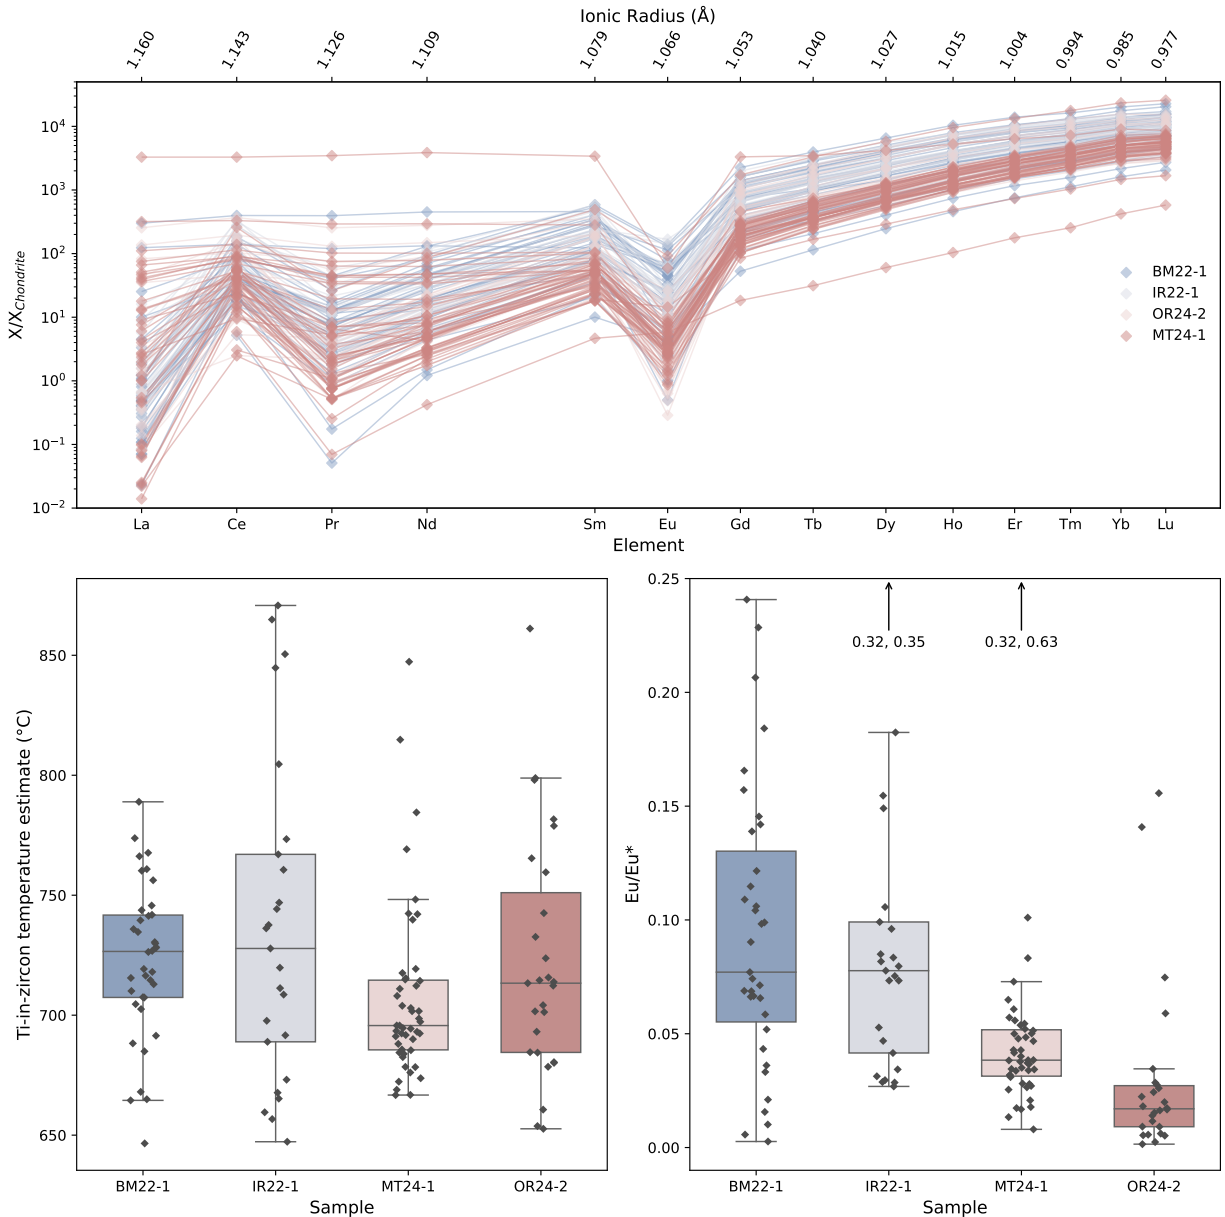 Ionic Radius (Å)
1.160 1.143 1.126 1.109 1.079 1.066 1.053 1.040 1.027 1.015 1.004 0.994 0.985 0.977
X/X_Chondrite
10⁴
10³
10²
10¹
10⁰
10⁻¹
10⁻²
BM22-1
IR22-1
OR24-2
MT24-1
La Ce Pr Nd Sm Eu Gd Tb Dy Ho Er Tm Yb Lu
Element
Ti-in-zircon temperature estimate (°C)
850
800
750
700
650
BM22-1 IR22-1 MT24-1 OR24-2
Sample
Eu/Eu*
0.25
0.20
0.15
0.10
0.05
0.00
0.32, 0.35
0.32, 0.63
BM22-1 IR22-1 MT24-1 OR24-2
Sample